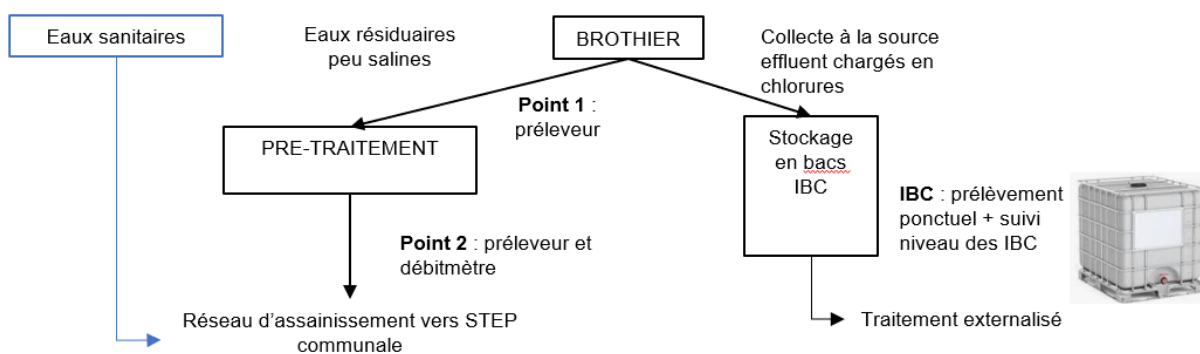 Eaux sanitaires
Eaux résiduaires
peu salines
BROTHIER
Collecte à la source
effluent chargés en
chlorures
Point 1 :
préleveur
PRE-TRAITEMENT
Stockage
en bacs
IBC
IBC : prélèvement
ponctuel + suivi
niveau des IBC
Point 2 : préleveur et
débitmètre
Réseau d’assainissement vers STEP
communale
Traitement externalisé